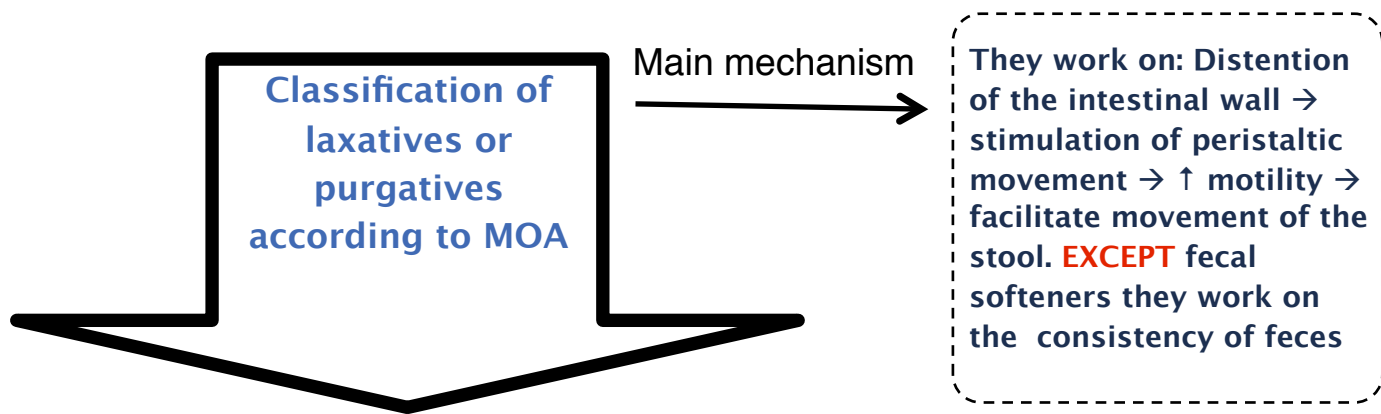 Classification of
laxatives or
purgatives
according to MOA
Main mechanism
They work on: Distention
of the intestinal wall →
stimulation of peristaltic
movement → ↑ motility →
facilitate movement of the
stool. EXCEPT fecal
softeners they work on
the consistency of feces